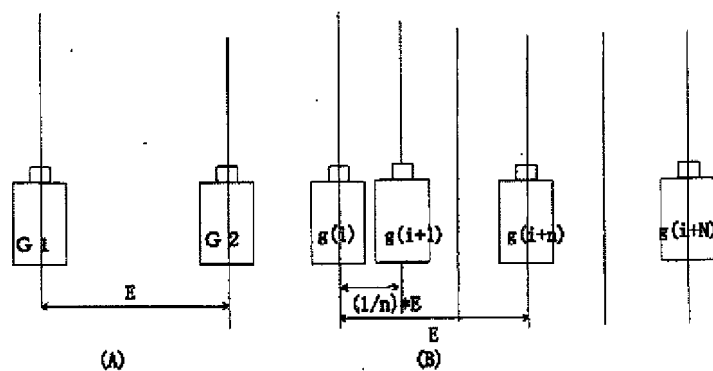 G 1
G 2
g(i)
g(i+1)
g(i+n)
g(i+N)
E
(1/n)*E
E
(A)
(B)